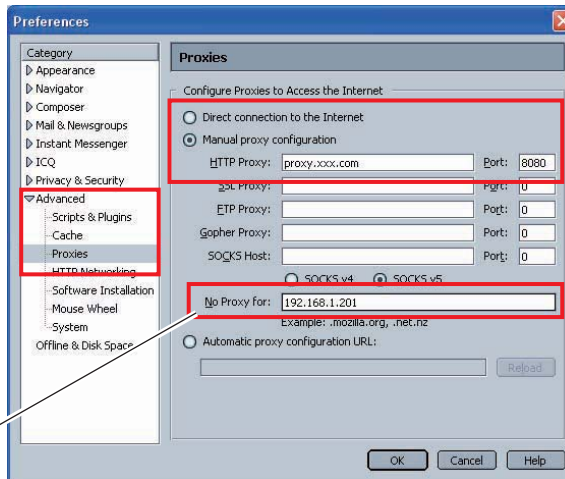 Preferences
Category
Appearance
Navigator
Composer
Mail & Newsgroups
Instant Messenger
ICQ
Privacy & Security
Advanced
Scripts & Plugins
Cache
Proxies
HTTP Networking
Software Installation
Mouse Wheel
System
Offline & Disk Space
Proxies
Configure Proxies to Access the Internet
Direct connection to the Internet
Manual proxy configuration
HTTP Proxy: proxy.xxx.com Port: 8080
SSL Proxy: Port: 0
FTP Proxy: Port: 0
Gopher Proxy: Port: 0
SOCKS Host: Port: 0
SOCKS v4 SOCKS v5
No Proxy for: 192.168.1.201
Example: .mozilla.org, .net.nz
Automatic proxy configuration URL:
Reload
OK Cancel Help